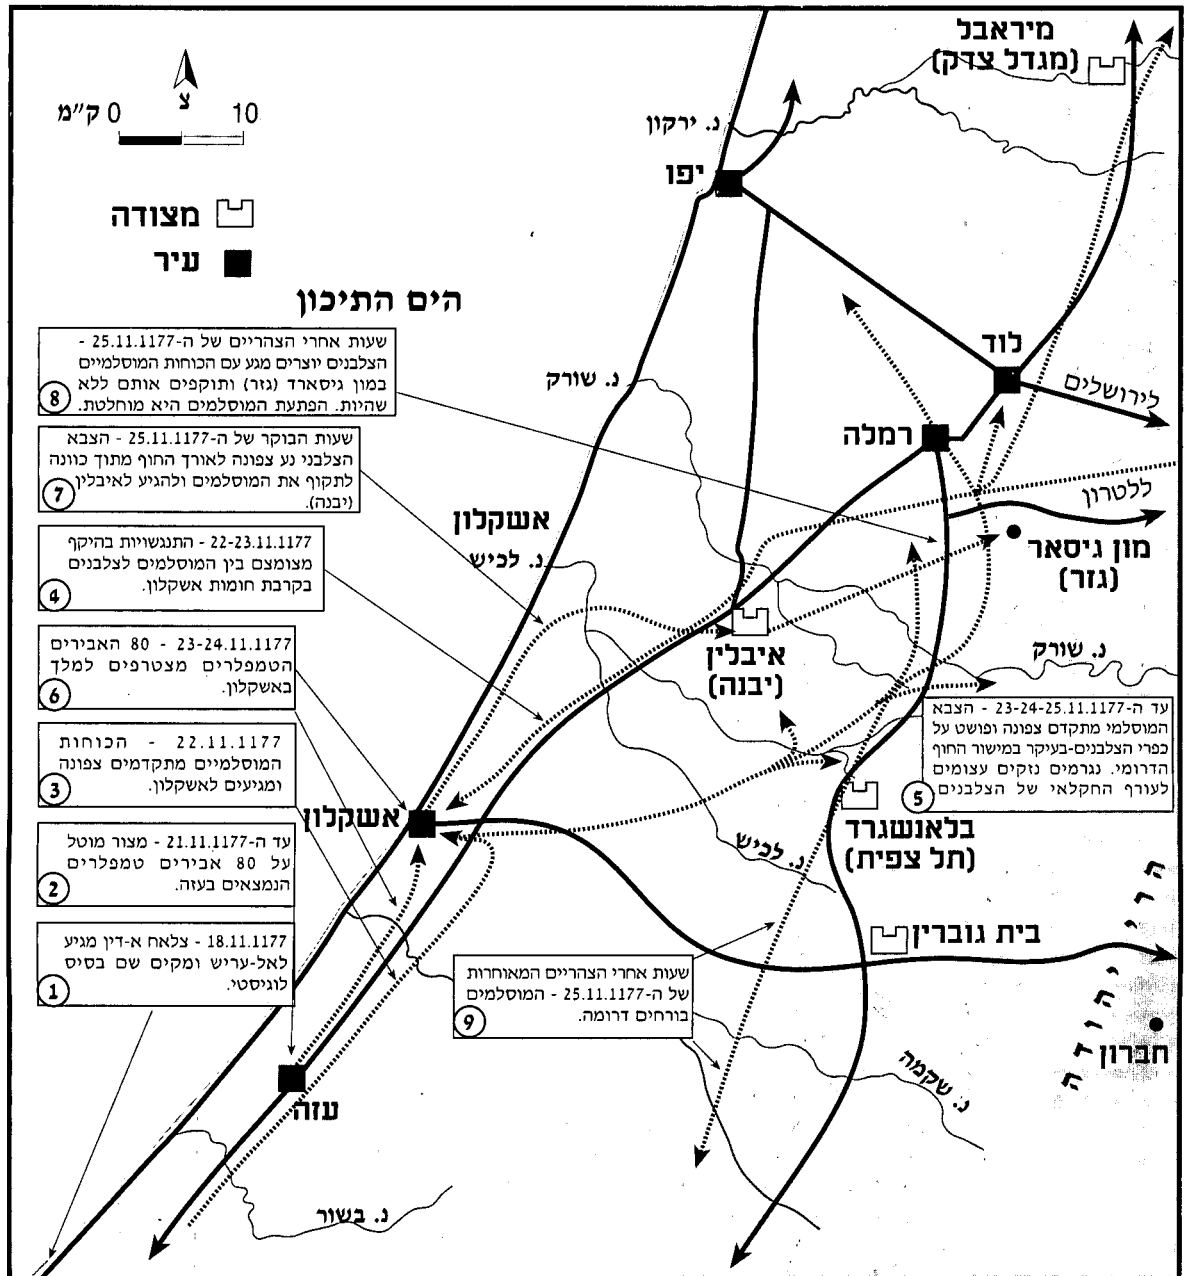 מיראבל
(מגדל צדק)
צ
0 10 ק"מ
נ. ירקון
יפו
מצודה
עיר
הים התיכון
שעות אחרי הצהריים של ה-25.11.1177 -
הצלבנים יוצרים מגע עם הכוחות המוסלמיים
במון גיסארד (גזר) ותוקפים אותם ללא
שהיות. הפתעת המוסלמים היא מוחלטת.
8
לוד
נ. שורק
לירושלים
רמלה
שעות הבוקר של ה-25.11.1177 - הצבא
הצלבני נע צפונה לאורך החוף מתוך כוונה
לתקוף את המוסלמים ולהגיע לאיבלין
(יבנה).
7
ללטרון
אשקלון
נ. לכיש
מון גיסאר
(גזר)
22-23.11.1177 - התנגשויות בהיקף
מצומצם בין המוסלמים לצלבנים
בקרבת חומות אשקלון.
4
איבלין
(יבנה)
נ. שורק
23-24.11.1177 - 80 האבירים
הטמפלרים מצטרפים למלך
באשקלון.
6
עד ה-23-24-25.11.1177 - הצבא
המוסלמי מתקדם צפונה ופושט על
כפרי הצלבנים-בעיקר במישור החוף
הדרומי. נגרמים נזקים עצומים
לעורף החקלאי של הצלבנים.
5
22.11.1177 - הכוחות
המוסלמיים מתקדמים צפונה
ומגיעים לאשקלון.
3
אשקלון
בלאנשגרד
(תל צפית)
נ. לכיש
עד ה-21.11.1177 - מצור מוטל
על 80 אבירים טמפלרים
הנמצאים בעזה.
2
הרי יהודה
בית גוברין
18.11.1177 - צלאח א-דין מגיע
לאל-עריש ומקים שם בסיס
לוגיסטי.
1
שעות אחרי הצהריים המאוחרות
של ה-25.11.1177 - המוסלמים
בורחים דרומה.
9
חברון
נ. שקמה
עזה
נ. בשור